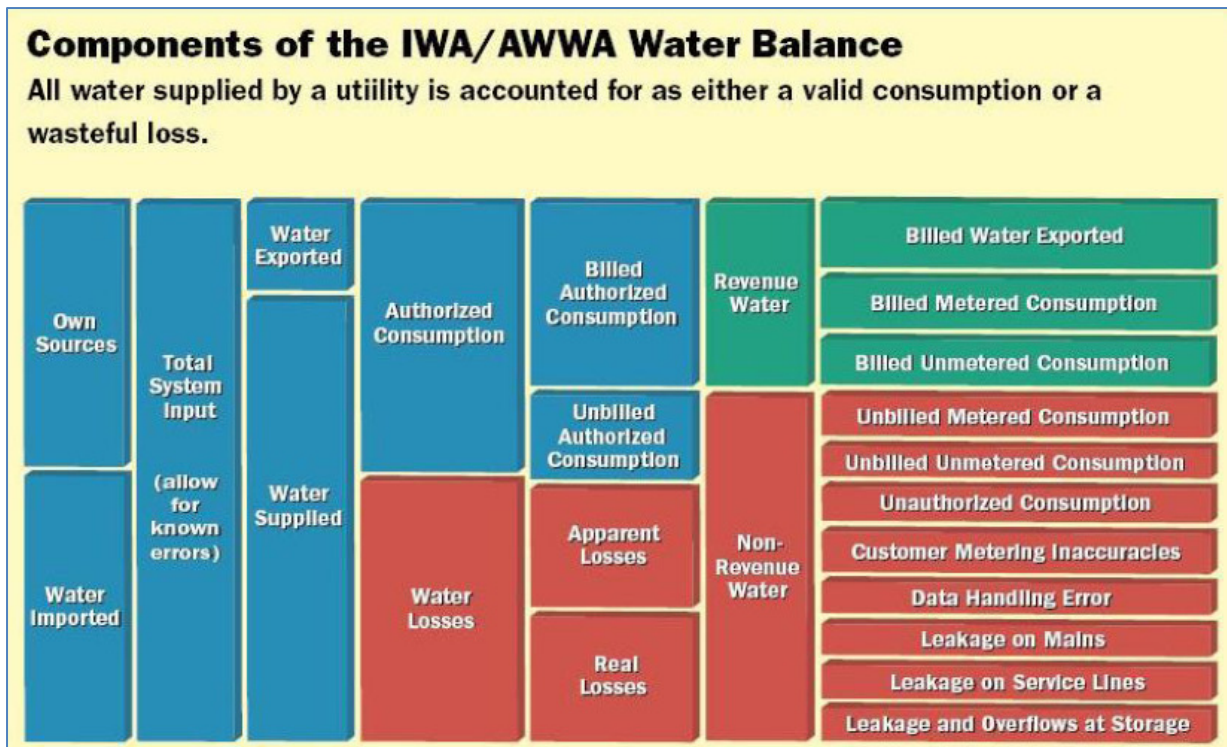 Components of the IWA/AWWA Water Balance
All water supplied by a utiility is accounted for as either a valid consumption or a
wasteful loss.
Own
Sources
Water
Imported
Total
System
Input
(allow
for
known
errors)
Water
Exported
Water
Supplied
Authorized
Consumption
Water
Losses
Billed
Authorized
Consumption
Unbilled
Authorized
Consumption
Apparent
Losses
Real
Losses
Revenue
Water
Non-
Revenue
Water
Billed Water Exported
Billed Metered Consumption
Billed Unmetered Consumption
Unbilled Metered Consumption
Unbilled Unmetered Consumption
Unauthorized Consumption
Customer Metering Inaccuracies
Data Handling Error
Leakage on Mains
Leakage on Service Lines
Leakage and Overflows at Storage